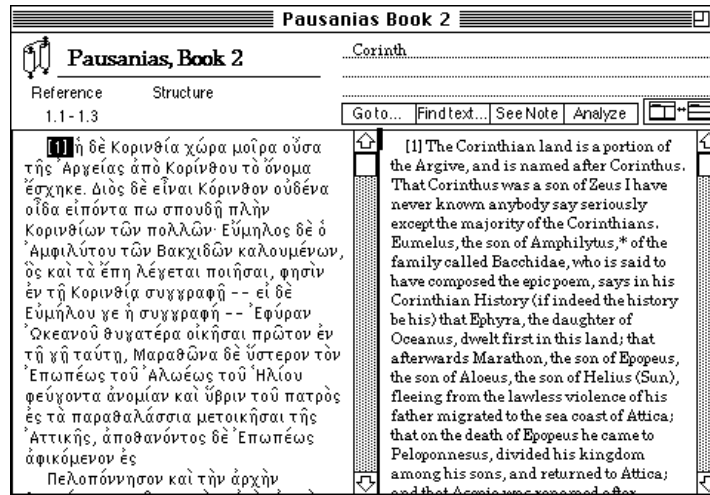 Pausanias Book 2
Pausanias, Book 2
Corinth
Reference Structure
1.1 - 1.3
Go to... Find text... See Note Analyze
[1] ἡ δὲ Κορινθία χώρα μοῖρα οὖσα
τῆς Ἀργείας ἀπὸ Κορίνθου τὸ ὄνομα
ἔσχηκε. Διὸς δὲ εἶναι Κόρινθον οὐδένα
οἶδα εἰπόντα πω σπουδῇ πλὴν
Κορινθίων τῶν πολλῶν· Εὔμηλος δὲ ὁ
Ἀμφιλύτου τῶν Βακχιδῶν καλουμένων,
ὃς καὶ τὰ ἔπη λέγεται ποιῆσαι, φησὶν
ἐν τῇ Κορινθίᾳ συγγραφῇ -- εἰ δὲ
Εὐμήλου γε ἡ συγγραφή -- Ἐφύραν
Ὠκεανοῦ θυγατέρα οἰκῆσαι πρῶτον ἐν
τῇ γῇ ταύτῃ, Μαραθῶνα δὲ ὕστερον τὸν
Ἐπωπέως τοῦ Ἀλωέως τοῦ Ἡλίου
φεύγοντα ἀνομίαν καὶ ὕβριν τοῦ πατρὸς
ἐς τὰ παραθαλάσσια μετοικῆσαι τῆς
Ἀττικῆς, ἀποθανόντος δὲ Ἐπωπέως
ἀφικόμενον ἐς
Πελοπόννησον καὶ τὴν ἀρχὴν
[1] The Corinthian land is a portion of
the Argive, and is named after Corinthus.
That Corinthus was a son of Zeus I have
never known anybody say seriously
except the majority of the Corinthians.
Eumelus, the son of Amphilytus,* of the
family called Bacchidae, who is said to
have composed the epic poem, says in his
Corinthian History (if indeed the history
be his) that Ephyra, the daughter of
Oceanus, dwelt first in this land; that
afterwards Marathon, the son of Epopeus,
the son of Aloeus, the son of Helius (Sun),
fleeing from the lawless violence of his
father migrated to the sea coast of Attica;
that on the death of Epopeus he came to
Peloponnesus, divided his kingdom
among his sons, and returned to Attica;
and that Asopia was renamed after